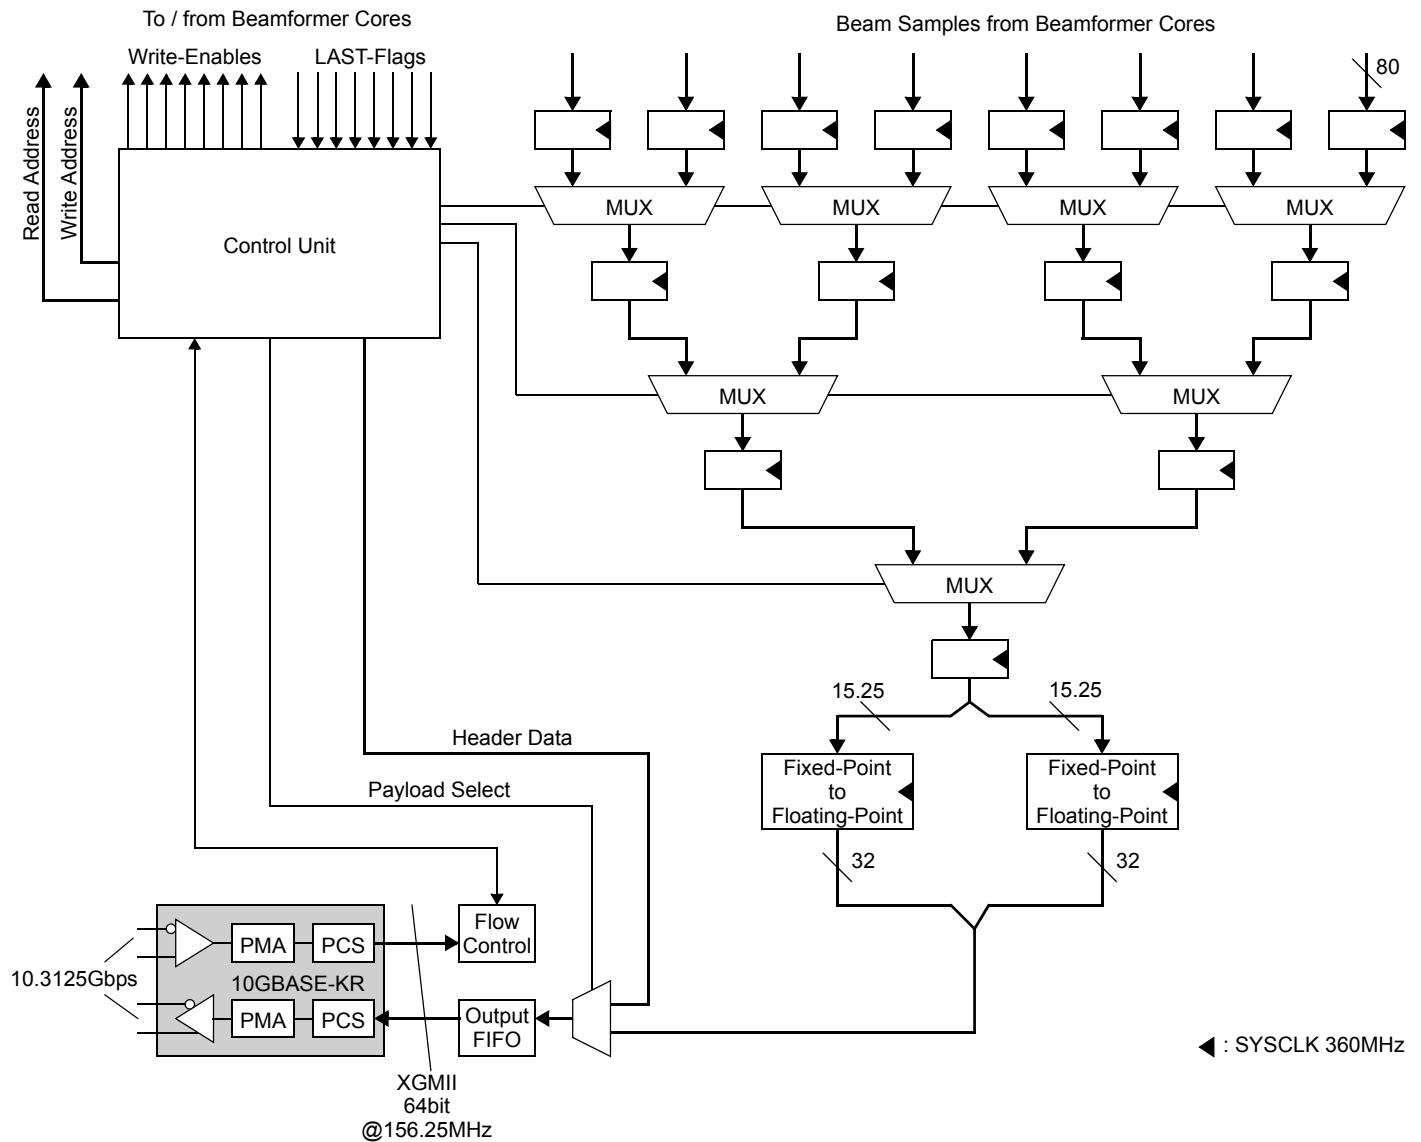 To / from Beamformer Cores
Beam Samples from Beamformer Cores
Write-Enables
LAST-Flags
80
Read Address
Write Address
MUX
MUX
MUX
MUX
Control Unit
MUX
MUX
MUX
15.25
15.25
Header Data
Fixed-Point
to
Floating-Point
Fixed-Point
to
Floating-Point
Payload Select
32
32
Flow
Control
PMA
PCS
10.3125Gbps
10GBASE-KR
PMA
PCS
Output
FIFO
: SYSCLK 360MHz
XGMII
64bit
@156.25MHz